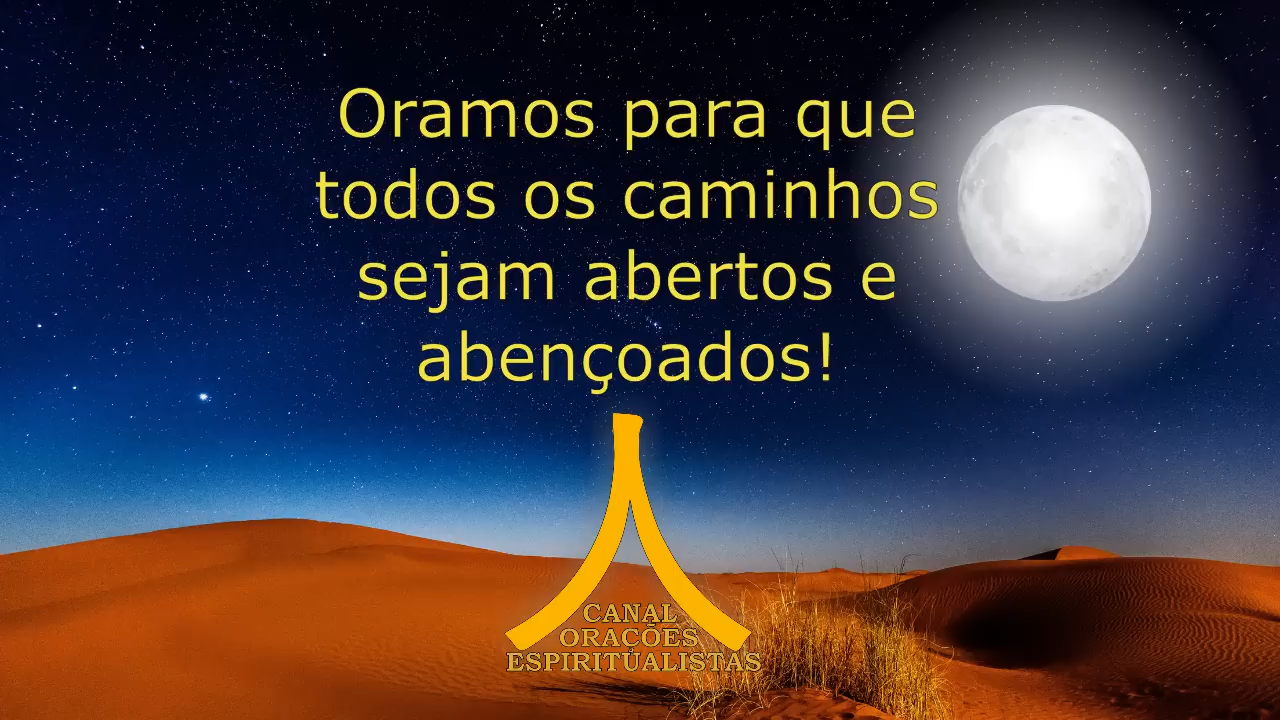 Oramos para que
todos os caminhos
sejam abertos e
abençoados!
CANAL
ORAÇÕES
ESPIRITUALISTAS